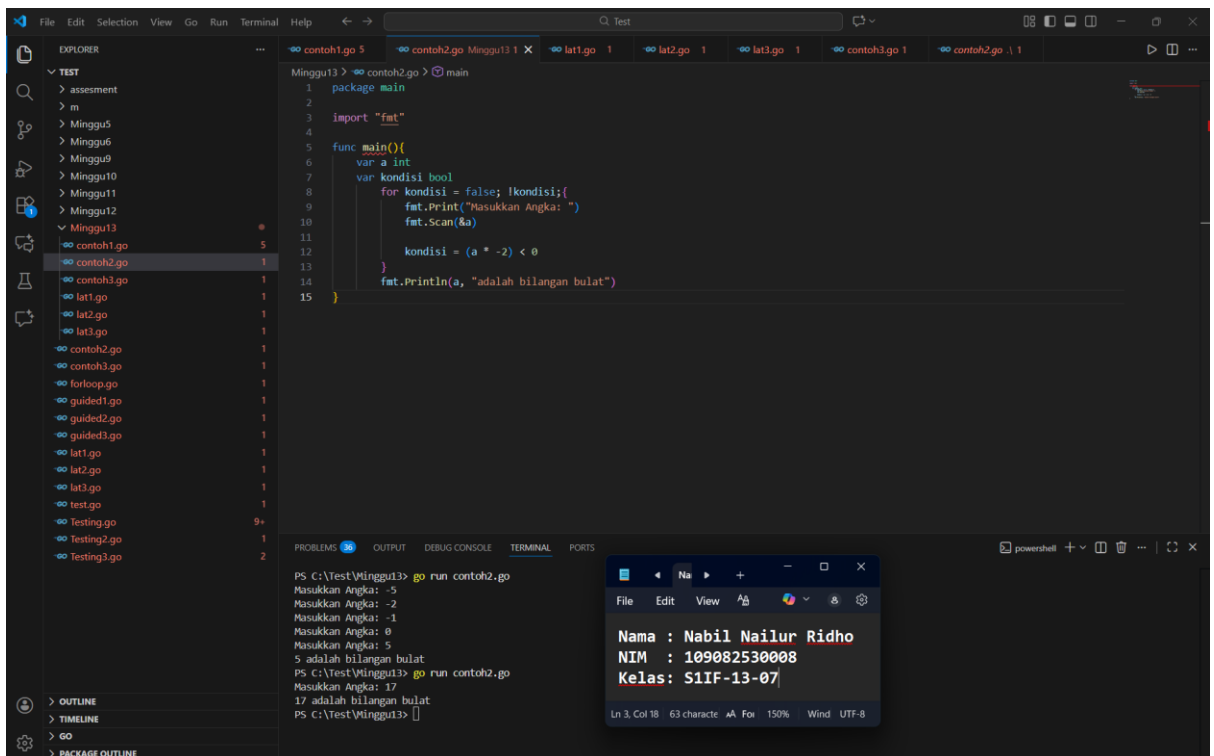 File Edit Selection View Go Run Terminal Help
Test
EXPLORER
TEST
assesment
m
Minggu5
Minggu6
Minggu9
Minggu10
Minggu11
Minggu12
Minggu13
contoh1.go 5
contoh2.go 1
contoh3.go 1
lat1.go 1
lat2.go 1
lat3.go 1
contoh2.go 1
contoh3.go 1
forloop.go 1
guided1.go 1
guided2.go 1
guided3.go 1
lat1.go 1
lat2.go 1
lat3.go 1
test.go 1
Testing.go 9+
Testing2.go 1
Testing3.go 2
OUTLINE
TIMELINE
GO
PACKAGE OUTLINE
1
contoh1.go 5 contoh2.go Minggu13 1 lat1.go 1 lat2.go 1 lat3.go 1 contoh3.go 1 contoh2.go .\ 1
Minggu13 > contoh2.go > main
1 package main
2
3 import "fmt"
4
5 func main(){
6 var a int
7 var kondisi bool
8 for kondisi = false; !kondisi;{
9 fmt.Print("Masukkan Angka: ")
10 fmt.Scan(&a)
11
12 kondisi = (a * -2) < 0
13 }
14 fmt.Println(a, "adalah bilangan bulat")
15 }
PROBLEMS 36 OUTPUT DEBUG CONSOLE TERMINAL PORTS
powershell
PS C:\Test\Minggu13> go run contoh2.go
Masukkan Angka: -5
Masukkan Angka: -2
Masukkan Angka: -1
Masukkan Angka: 0
Masukkan Angka: 5
5 adalah bilangan bulat
PS C:\Test\Minggu13> go run contoh2.go
Masukkan Angka: 17
17 adalah bilangan bulat
PS C:\Test\Minggu13>
Na
File Edit View
Nama : Nabil Nailur Ridho
NIM : 109082530008
Kelas: S1IF-13-07
Ln 3, Col 18 63 characte For 150% Wind UTF-8